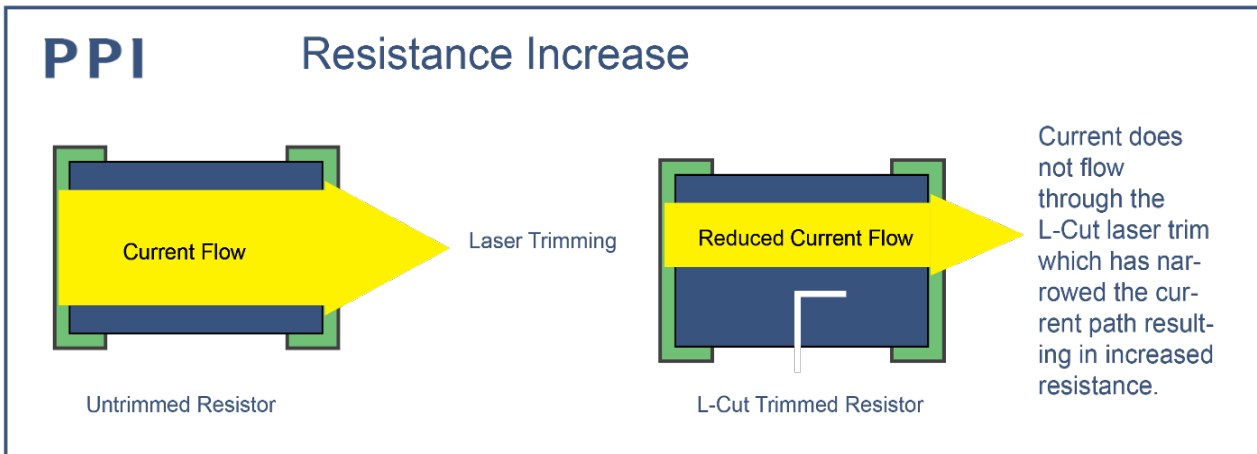 PPI
Resistance Increase
Current Flow
Untrimmed Resistor
Laser Trimming
Reduced Current Flow
L-Cut Trimmed Resistor
Current does
not flow
through the
L-Cut laser trim
which has nar-
rowed the cur-
rent path result-
ing in increased
resistance.